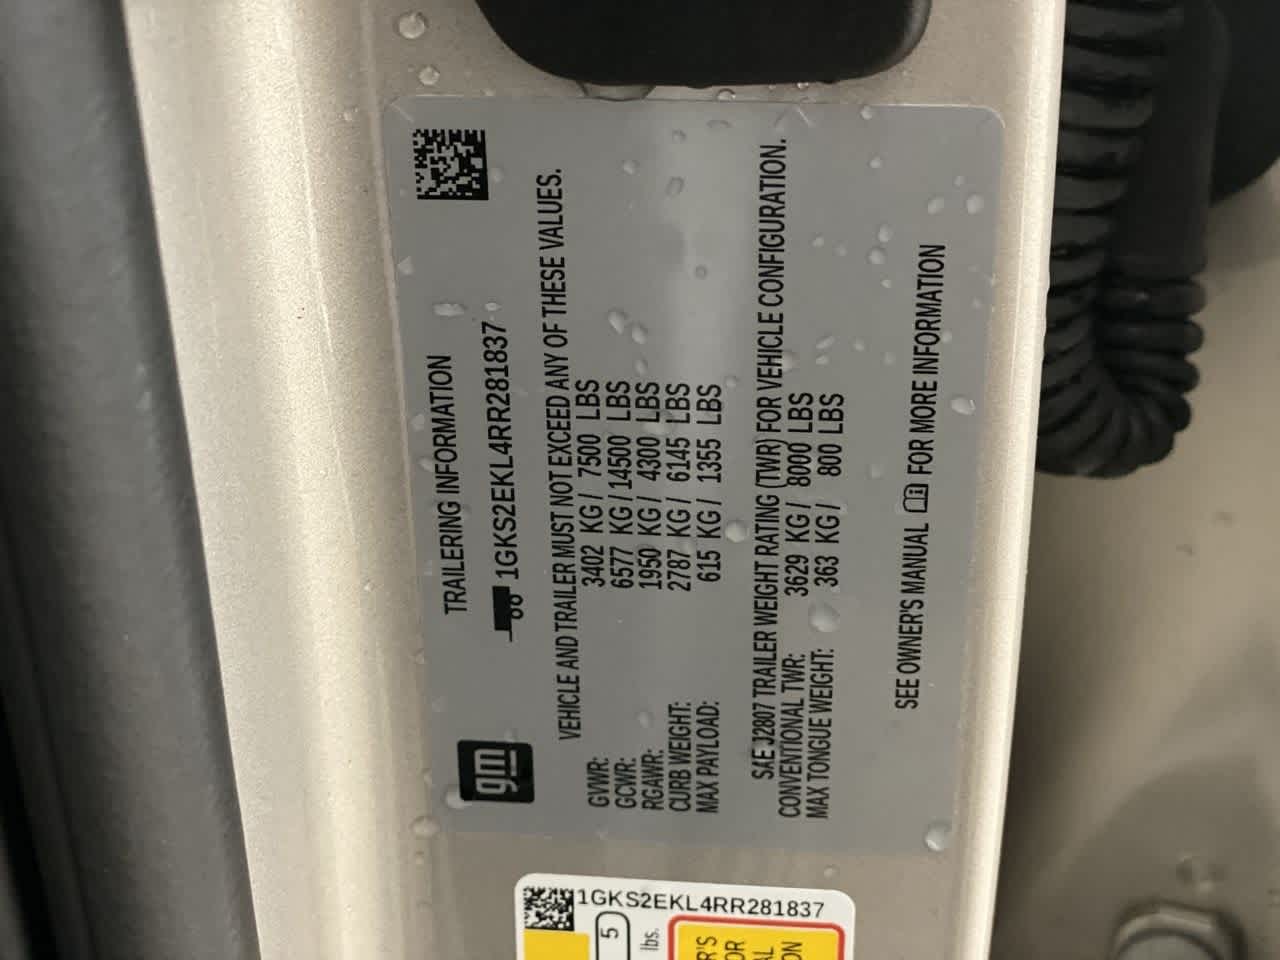 gm
TRAILERING INFORMATION
1GKS2EKL4RR281837
VEHICLE AND TRAILER MUST NOT EXCEED ANY OF THESE VALUES.
GVWR: 3402 KG / 7500 LBS
GCWR: 6577 KG / 14500 LBS
RGAWR: 1950 KG / 4300 LBS
CURB WEIGHT: 2787 KG / 6145 LBS
MAX PAYLOAD: 615 KG / 1355 LBS
SAE J2807 TRAILER WEIGHT RATING (TWR) FOR VEHICLE CONFIGURATION.
CONVENTIONAL TWR: 3629 KG / 8000 LBS
MAX TONGUE WEIGHT: 363 KG / 800 LBS
SEE OWNER'S MANUAL FOR MORE INFORMATION
1GKS2EKL4RR281837
5
lbs.